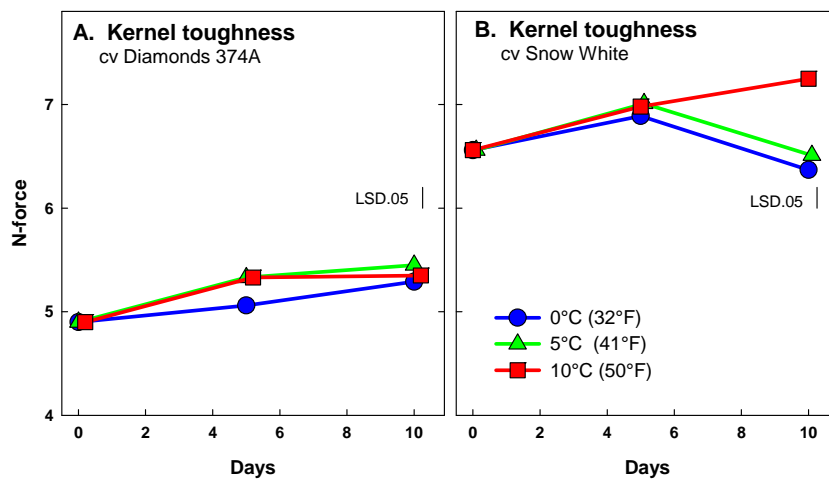 A. Kernel toughness
cv Diamonds 374A
B. Kernel toughness
cv Snow White
N-force
7
6
5
4
LSD.05
LSD.05
0°C (32°F)
5°C (41°F)
10°C (50°F)
0 2 4 6 8 10
0 2 4 6 8 10
Days
Days